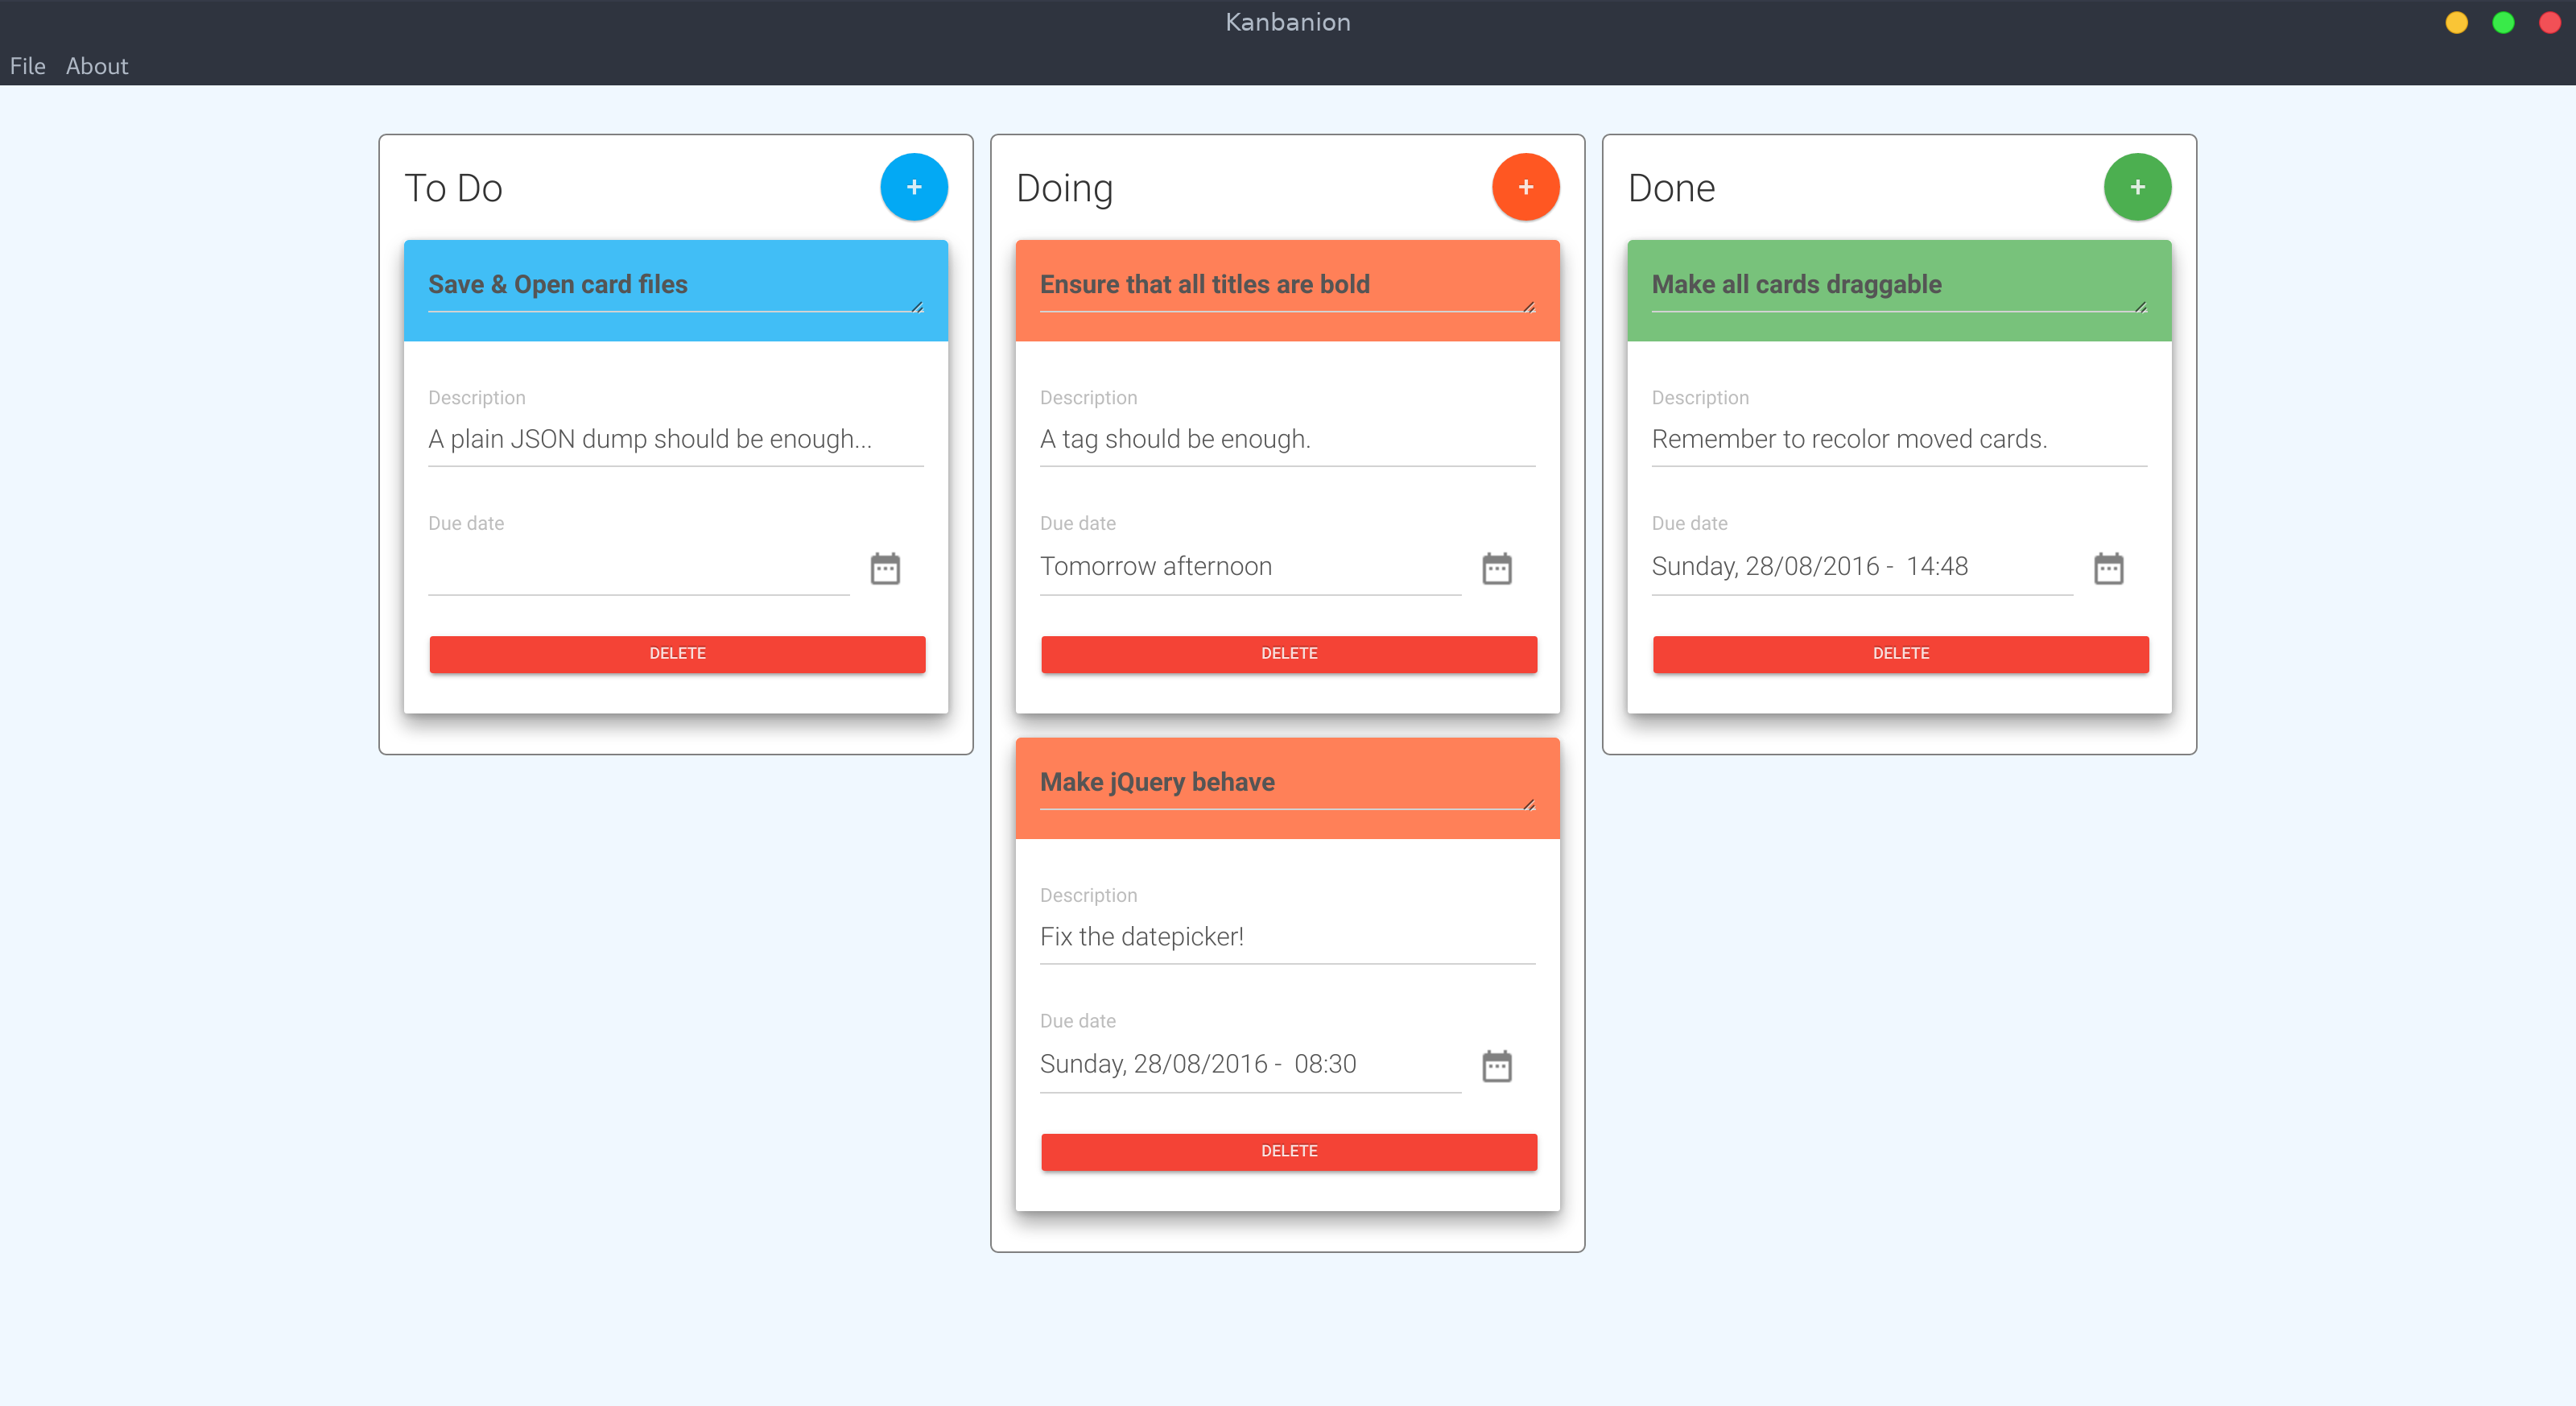 Kanbanion
File About
To Do
+
Save & Open card files
Description
A plain JSON dump should be enough...
Due date
DELETE
Doing
+
Ensure that all titles are bold
Description
A tag should be enough.
Due date
Tomorrow afternoon
DELETE
Make jQuery behave
Description
Fix the datepicker!
Due date
Sunday, 28/08/2016 - 08:30
DELETE
Done
+
Make all cards draggable
Description
Remember to recolor moved cards.
Due date
Sunday, 28/08/2016 - 14:48
DELETE